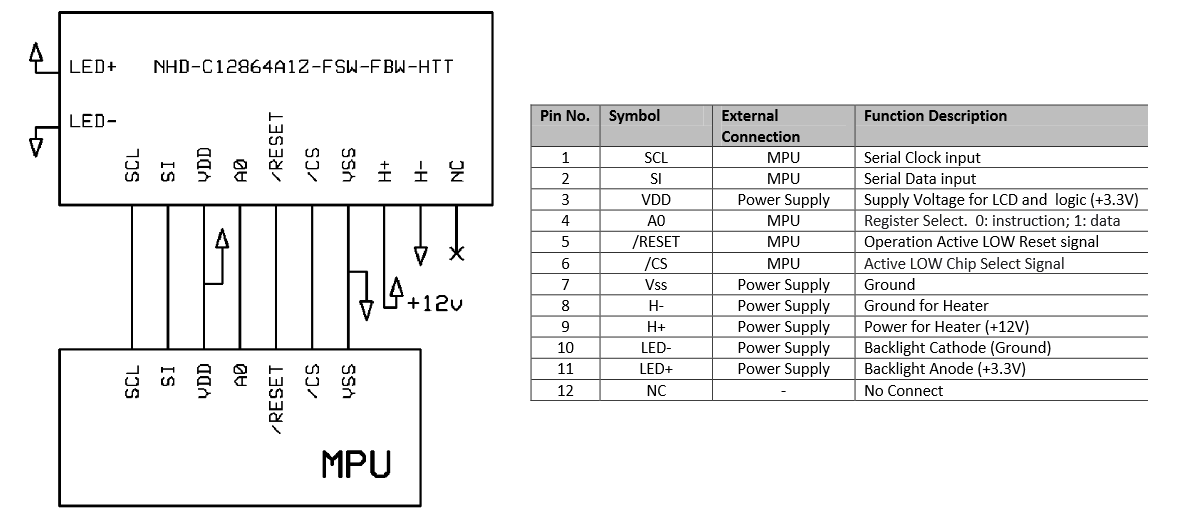 LED+ NHD-C12864A1Z-FSW-FBW-HTT
LED-
SCL SI VDD A0 /RESET /CS VSS H+ H- NC
+12v
SCL SI VDD A0 /RESET /CS VSS
MPU
Pin No. Symbol External Connection Function Description
1 SCL MPU Serial Clock input
2 SI MPU Serial Data input
3 VDD Power Supply Supply Voltage for LCD and logic (+3.3V)
4 A0 MPU Register Select. 0: instruction; 1: data
5 /RESET MPU Operation Active LOW Reset signal
6 /CS MPU Active LOW Chip Select Signal
7 Vss Power Supply Ground
8 H- Power Supply Ground for Heater
9 H+ Power Supply Power for Heater (+12V)
10 LED- Power Supply Backlight Cathode (Ground)
11 LED+ Power Supply Backlight Anode (+3.3V)
12 NC - No Connect